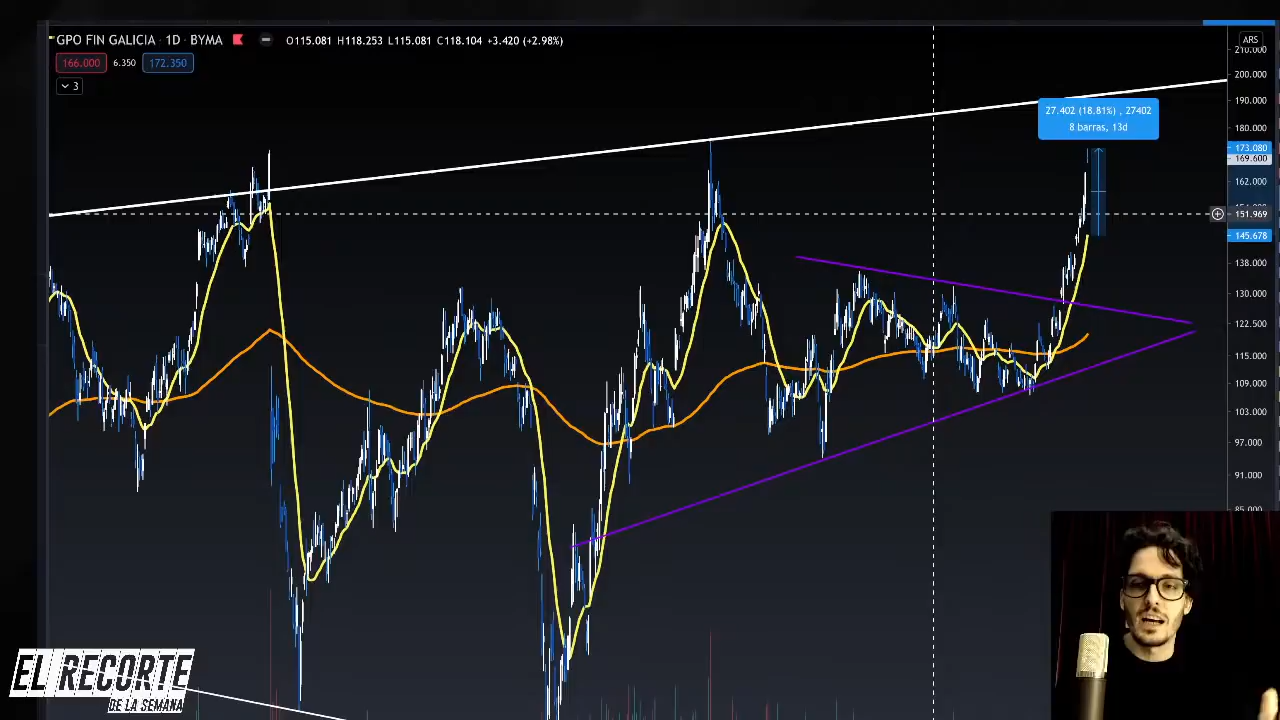 GPO FIN GALICIA · 1D · BYMA O115.081 H118.253 L115.081 C118.104 +3.420 (+2.98%)
166.000 6.350 172.350
3
ARS
210.000
200.000
190.000
180.000
173.080
169.600
162.000
151.969
145.678
138.000
130.000
122.500
115.000
109.000
103.000
97.000
91.000
85.000
27.402 (18.81%) , 27402
8 barras, 13d
EL RECORTE
DE LA SEMANA